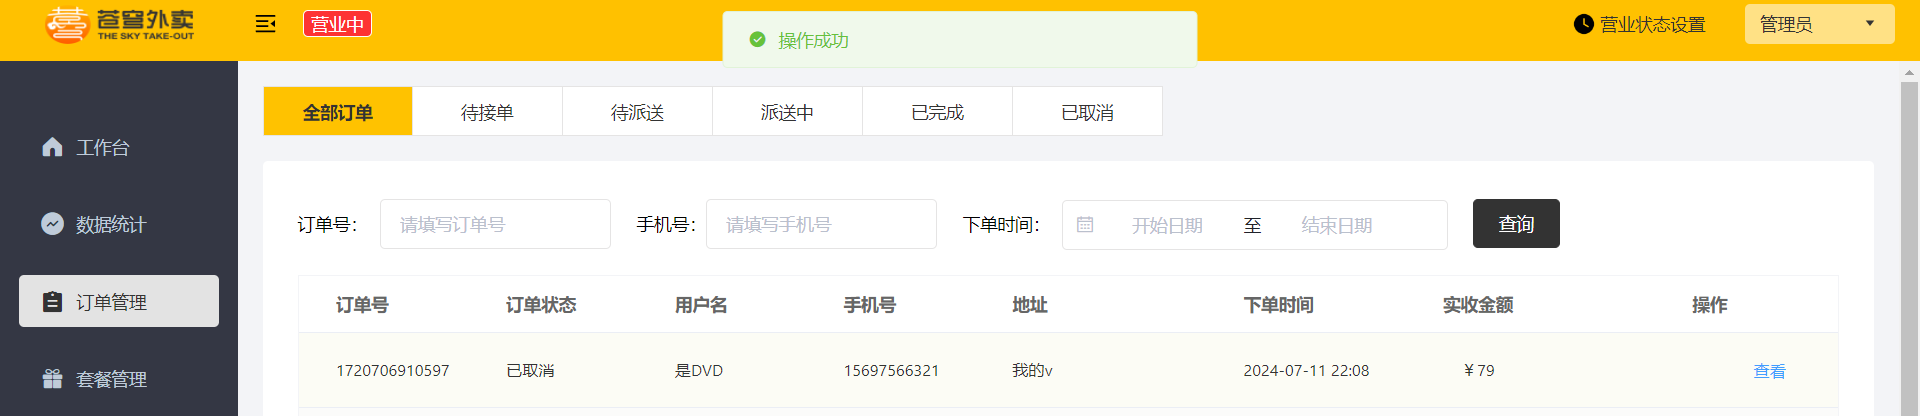 苍穹外卖
THE SKY TAKE-OUT
营业中
操作成功
营业状态设置
管理员
工作台
数据统计
订单管理
套餐管理
全部订单 待接单 待派送 派送中 已完成 已取消
订单号： 请填写订单号 手机号： 请填写手机号 下单时间： 开始日期 至 结束日期 查询
订单号 订单状态 用户名 手机号 地址 下单时间 实收金额 操作
1720706910597 已取消 是DVD 15697566321 我的v 2024-07-11 22:08 ￥79 查看